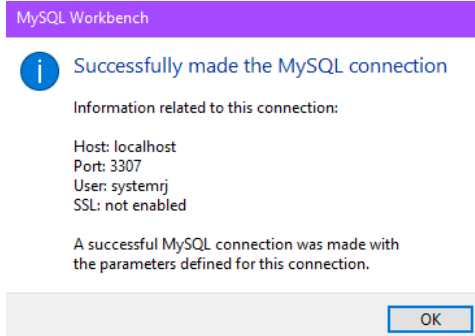 MySQL Workbench
Successfully made the MySQL connection
Information related to this connection:
Host: localhost
Port: 3307
User: systemrj
SSL: not enabled
A successful MySQL connection was made with
the parameters defined for this connection.
OK